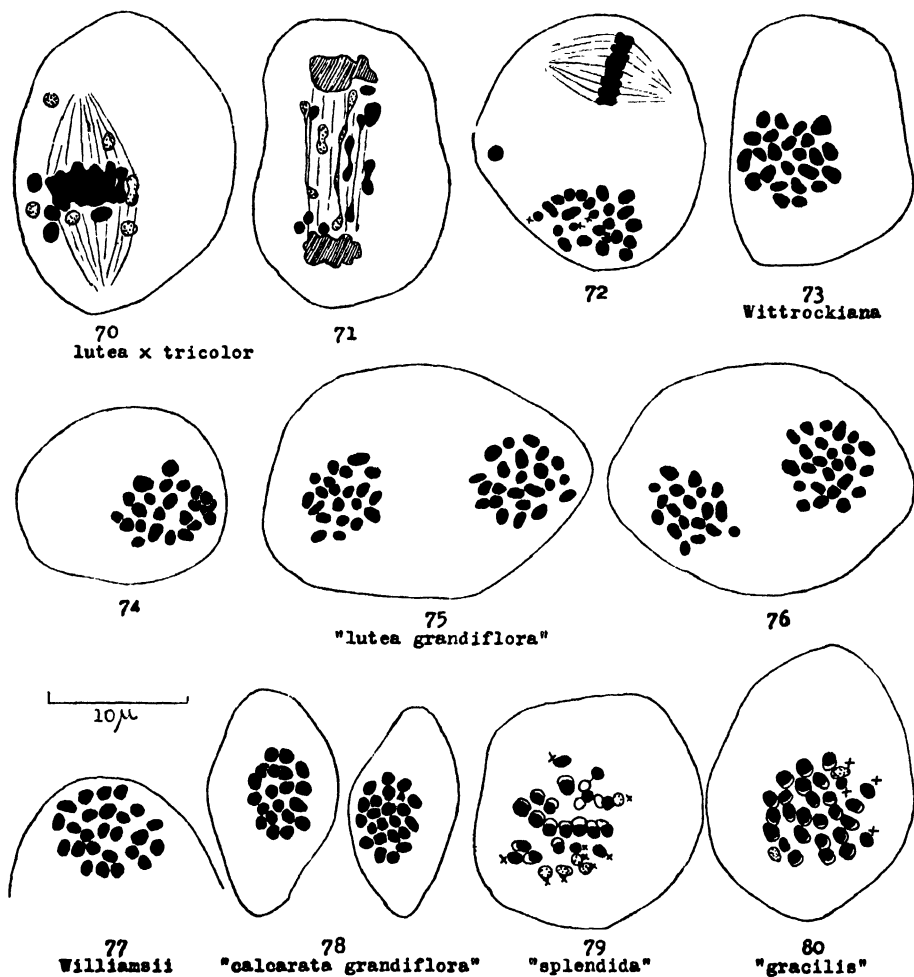 70
71
72
73
lutea x tricolor
Wittrockiana
74
75
76
"lutea grandiflora"
10μ
77
78
79
80
Williamsii
"calcarata grandiflora"
"splendida"
"gracilis"